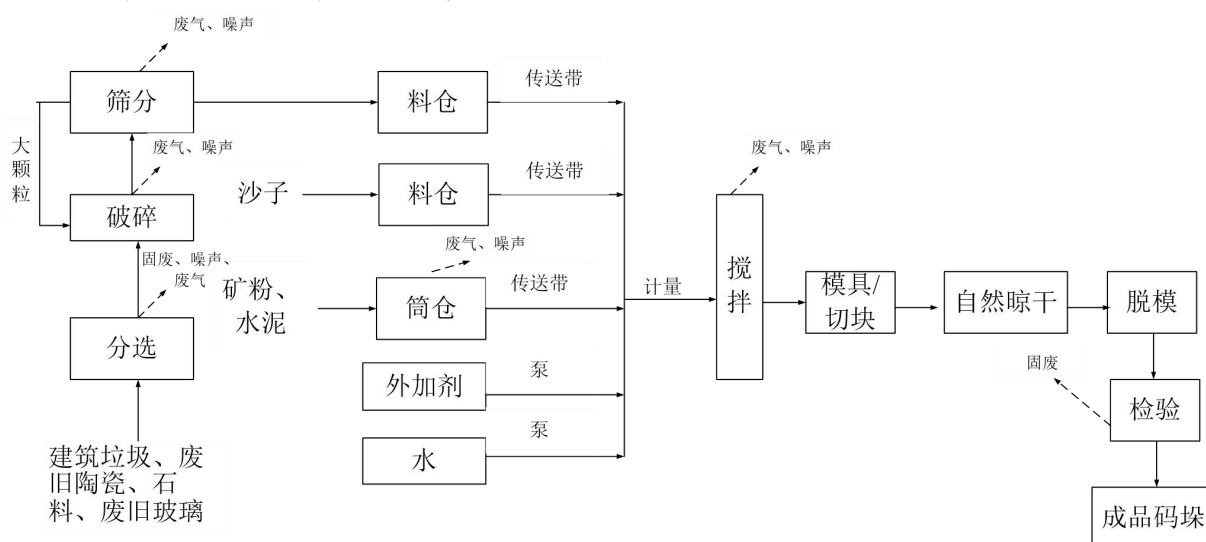 废气、噪声
筛分
料仓
传送带
大
颗
粒
废气、噪声
破碎
沙子
料仓
传送带
废气、噪声
固废、噪声、
废气
矿粉、
水泥
废气、噪声
筒仓
传送带
计量
搅
拌
模具/
切块
自然晾干
脱模
分选
外加剂
泵
固废
检验
水
泵
建筑垃圾、废
旧陶瓷、石
料、废旧玻璃
成品码垛